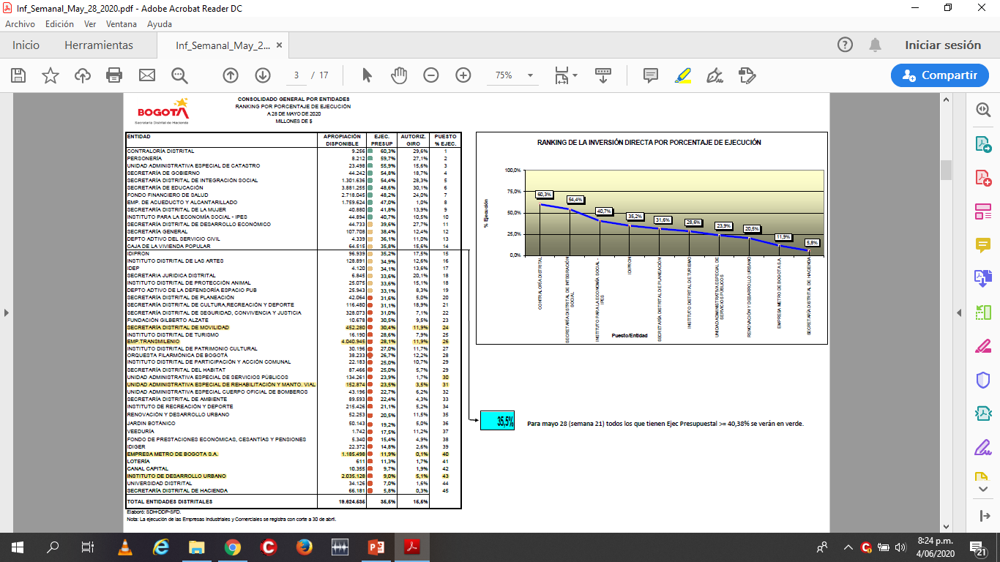 Inf_Semanal_May_28_2020.pdf - Adobe Acrobat Reader DC
Archivo Edición Ver Ventana Ayuda
Inicio Herramientas Inf_Semanal_May_2... × Iniciar sesión
3 / 17 75% Compartir
BOGOTA
Secretaría Distrital de Hacienda
CONSOLIDADO GENERAL POR ENTIDADES
RANKING POR PORCENTAJE DE EJECUCIÓN
A 28 DE MAYO DE 2020
MILLONES DE $
ENTIDAD APROPIACIÓN DISPONIBLE EJEC. PRESUP AUTORIZ. GIRO PUESTO % EJEC.
CONTRALORÍA DISTRITAL 9.256 60,3% 29,6% 1
PERSONERÍA 8.212 59,7% 27,1% 2
UNIDAD ADMINISTRATIVA ESPECIAL DE CATASTRO 23.498 55,9% 15,6% 3
SECRETARÍA DE GOBIERNO 44.242 54,8% 18,7% 4
SECRETARÍA DISTRITAL DE INTEGRACIÓN SOCIAL 1.301.636 54,4% 28,3% 5
SECRETARÍA DE EDUCACIÓN 3.881.255 48,6% 30,1% 6
FONDO FINANCIERO DE SALUD 2.718.045 48,2% 24,0% 7
EMP. DE ACUEDUCTO Y ALCANTARILLADO 1.759.624 47,0% 1,0% 8
SECRETARÍA DISTRITAL DE LA MUJER 40.880 41,8% 13,9% 9
INSTITUTO PARA LA ECONOMÍA SOCIAL - IPES 44.894 40,7% 10,5% 10
SECRETARÍA DISTRITAL DE DESARROLLO ECONÓMICO 44.733 39,6% 27,7% 11
SECRETARÍA GENERAL 107.708 38,4% 12,4% 12
DEPTO ADTIVO DEL SERVICIO CIVIL 4.339 36,1% 11,0% 13
CAJA DE LA VIVIENDA POPULAR 64.515 35,8% 15,6% 14
IDIPRON 96.939 35,2% 17,5% 15
INSTITUTO DISTRITAL DE LAS ARTES 128.891 34,9% 12,6% 16
IDEP 4.120 34,1% 13,6% 17
SECRETARIA JURIDICA DISTRITAL 6.845 33,6% 20,1% 18
INSTITUTO DISTRITAL DE PROTECCIÓN ANIMAL 25.075 33,6% 15,1% 18
DEPTO ADTIVO DE LA DEFENSORÍA ESPACIO PUB 25.943 33,1% 8,3% 19
SECRETARÍA DISTRITAL DE PLANEACIÓN 42.064 31,6% 5,0% 20
SECRETARÍA DISTRITAL DE CULTURA,RECREACIÓN Y DEPORTE 116.480 31,1% 18,9% 21
SECRETARÍA DISTRITAL DE SEGURIDAD, CONVIVENCIA Y JUSTICIA 328.073 31,0% 7,1% 22
FUNDACIÓN GILBERTO ALZATE 10.678 30,5% 9,5% 23
SECRETARÍA DISTRITAL DE MOVILIDAD 452.280 30,4% 11,9% 24
INSTITUTO DISTRITAL DE TURISMO 16.190 28,6% 7,9% 25
EMP.TRANSMILENIO 4.040.945 28,1% 11,9% 26
INSTITUTO DISTRITAL DE PATRIMONIO CULTURAL 30.196 27,0% 11,7% 27
ORQUESTA FILARMÓNICA DE BOGOTÁ 38.233 26,7% 12,2% 28
INSTITUTO DISTRITAL DE PARTICIPACIÓN Y ACCIÓN COMUNAL 22.183 25,0% 10,7% 29
SECRETARÍA DISTRITAL DEL HABITAT 87.466 25,0% 5,7% 29
UNIDAD ADMINISTRATIVA ESPECIAL DE SERVICIOS PÚBLICOS 134.261 23,9% 1,7% 30
UNIDAD ADMINISTRATIVA ESPECIAL DE REHABILITACIÓN Y MANTO. VIAL 152.874 23,5% 3,5% 31
UNIDAD ADMINISTRATIVA ESPECIAL CUERPO OFICIAL DE BOMBEROS 43.196 22,7% 6,2% 32
SECRETARÍA DISTRITAL DE AMBIENTE 89.593 22,4% 4,3% 33
INSTITUTO DE RECREACIÓN Y DEPORTE 215.426 21,1% 5,2% 34
RENOVACIÓN Y DESARROLLO URBANO 52.253 20,5% 11,5% 35
JARDIN BOTÁNICO 50.143 19,2% 5,0% 36
VEEDURÍA 1.742 17,5% 11,2% 37
FONDO DE PRESTACIONES ECONÓMICAS, CESANTÍAS Y PENSIONES 5.340 15,4% 4,9% 38
IDIGER 22.372 14,8% 2,6% 39
EMPRESA METRO DE BOGOTA S.A. 1.185.498 11,9% 0,1% 40
LOTERÍA 611 11,3% 1,7% 41
CANAL CAPITAL 10.355 9,7% 1,9% 42
INSTITUTO DE DESARROLLO URBANO 2.035.128 9,0% 5,1% 43
UNIVERSIDAD DISTRITAL 34.126 7,0% 1,6% 44
SECRETARÍA DISTRITAL DE HACIENDA 66.181 5,8% 0,3% 45
TOTAL ENTIDADES DISTRITALES 19.624.535 35,5% 15,5%
Elaboró: SDH-DDP-SFD.
Nota: La ejecución de las Empresas Industriales y Comerciales se registra con corte a 30 de abril.
RANKING DE LA INVERSIÓN DIRECTA POR PORCENTAJE DE EJECUCIÓN
% Ejecución
100,0%
75,0%
50,0%
25,0%
0,0%
60,3% 54,4% 40,7% 35,2% 31,6% 28,6% 23,9% 20,5% 11,9% 5,8%
CONTRALORÍA DISTRITAL
SECRETARÍA DISTRITAL DE INTEGRACIÓN SOCIAL
INSTITUTO PARA LA ECONOMÍA SOCIAL - IPES
IDIPRON
SECRETARÍA DISTRITAL DE PLANEACIÓN
INSTITUTO DISTRITAL DE TURISMO
UNIDAD ADMINISTRATIVA ESPECIAL DE SERVICIOS PÚBLICOS
RENOVACIÓN Y DESARROLLO URBANO
EMPRESA METRO DE BOGOTA S.A.
SECRETARÍA DISTRITAL DE HACIENDA
Puesto/Entidad
35,5%
Para mayo 28 (semana 21) todos los que tienen Ejec Presupuestal >= 40,38% se verán en verde.
8:24 p.m.
4/06/2020
21